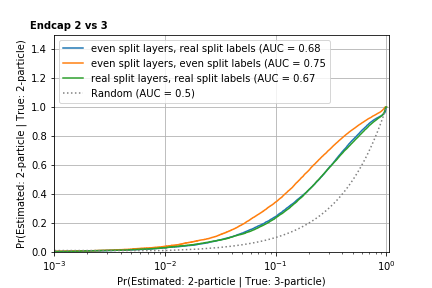 Endcap 2 vs 3
even split layers, real split labels (AUC = 0.68
even split layers, even split labels (AUC = 0.75
real split layers, real split labels (AUC = 0.67
Random (AUC = 0.5)
Pr(Estimated: 2-particle | True: 2-particle)
1.4
1.2
1.0
0.8
0.6
0.4
0.2
0.0
10⁻³
10⁻²
10⁻¹
10⁰
Pr(Estimated: 2-particle | True: 3-particle)